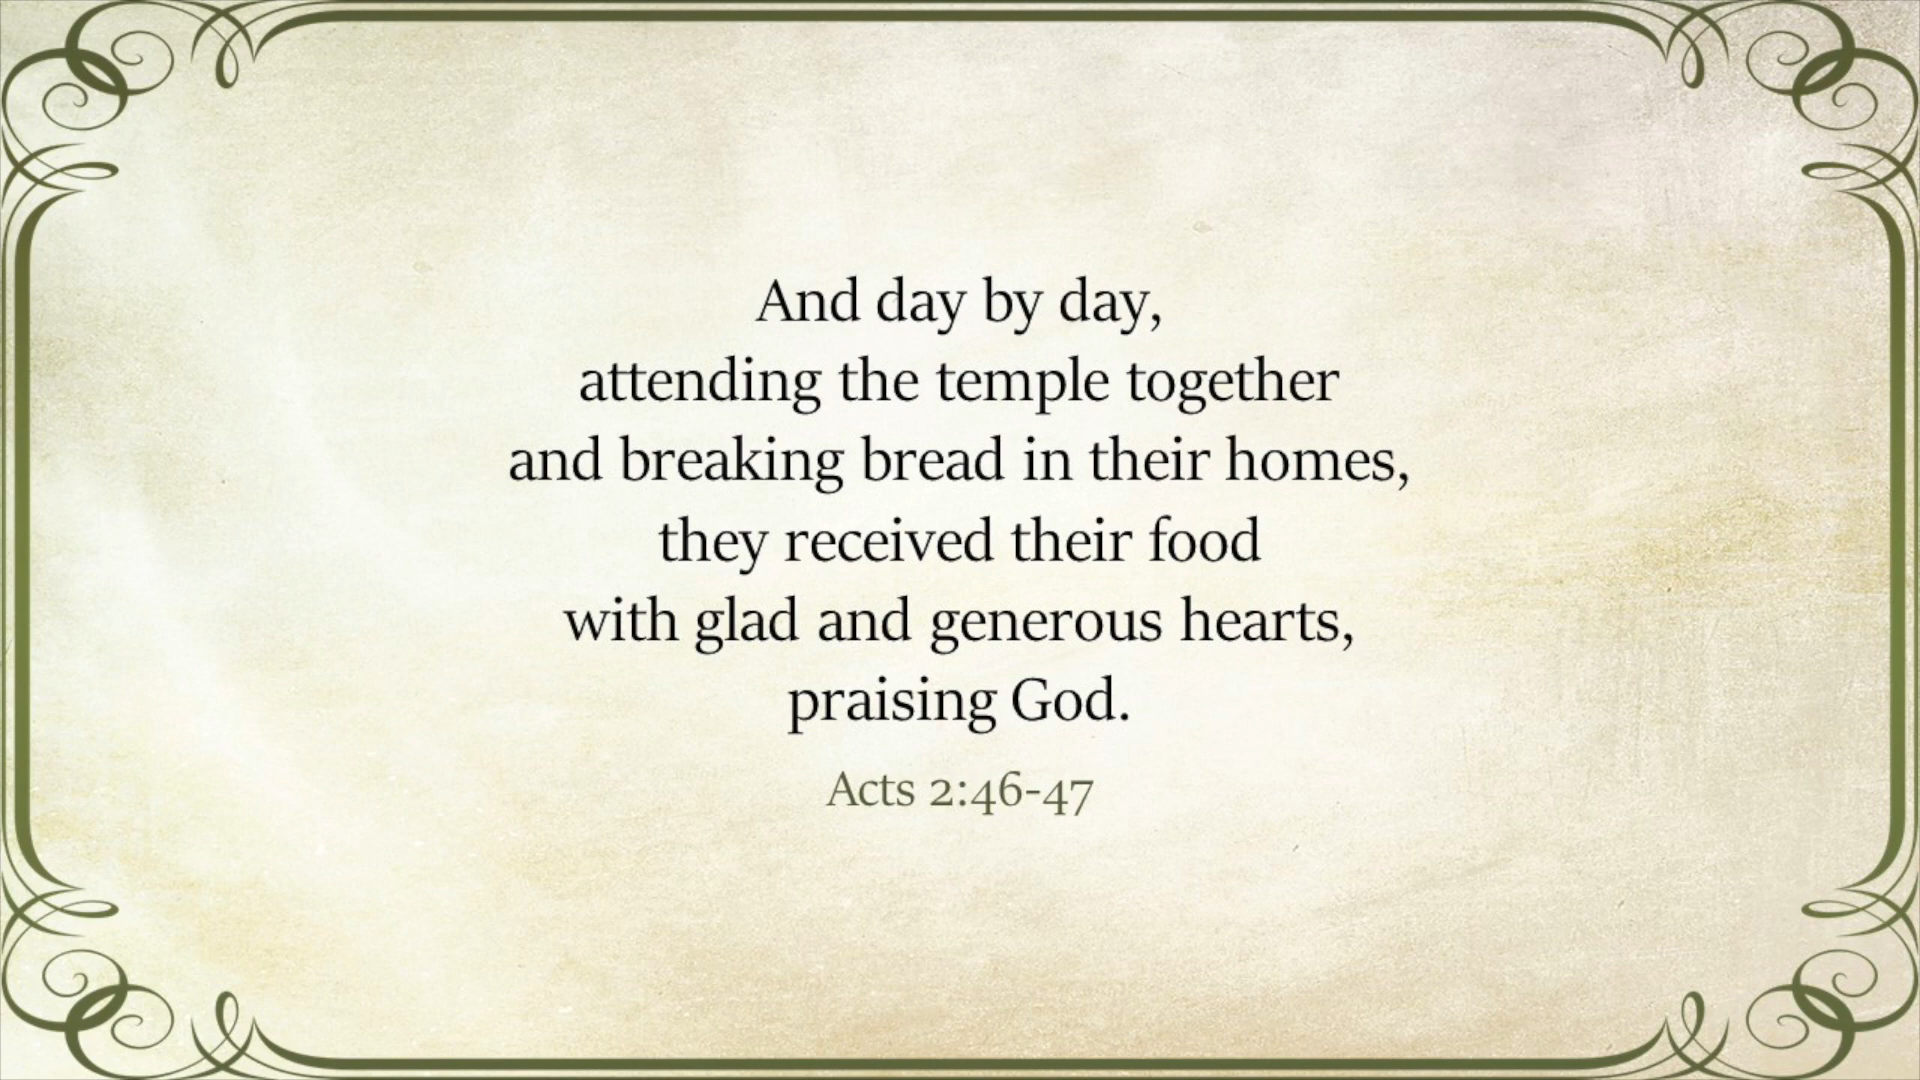 And day by day,
attending the temple together
and breaking bread in their homes,
they received their food
with glad and generous hearts,
praising God.
Acts 2:46-47